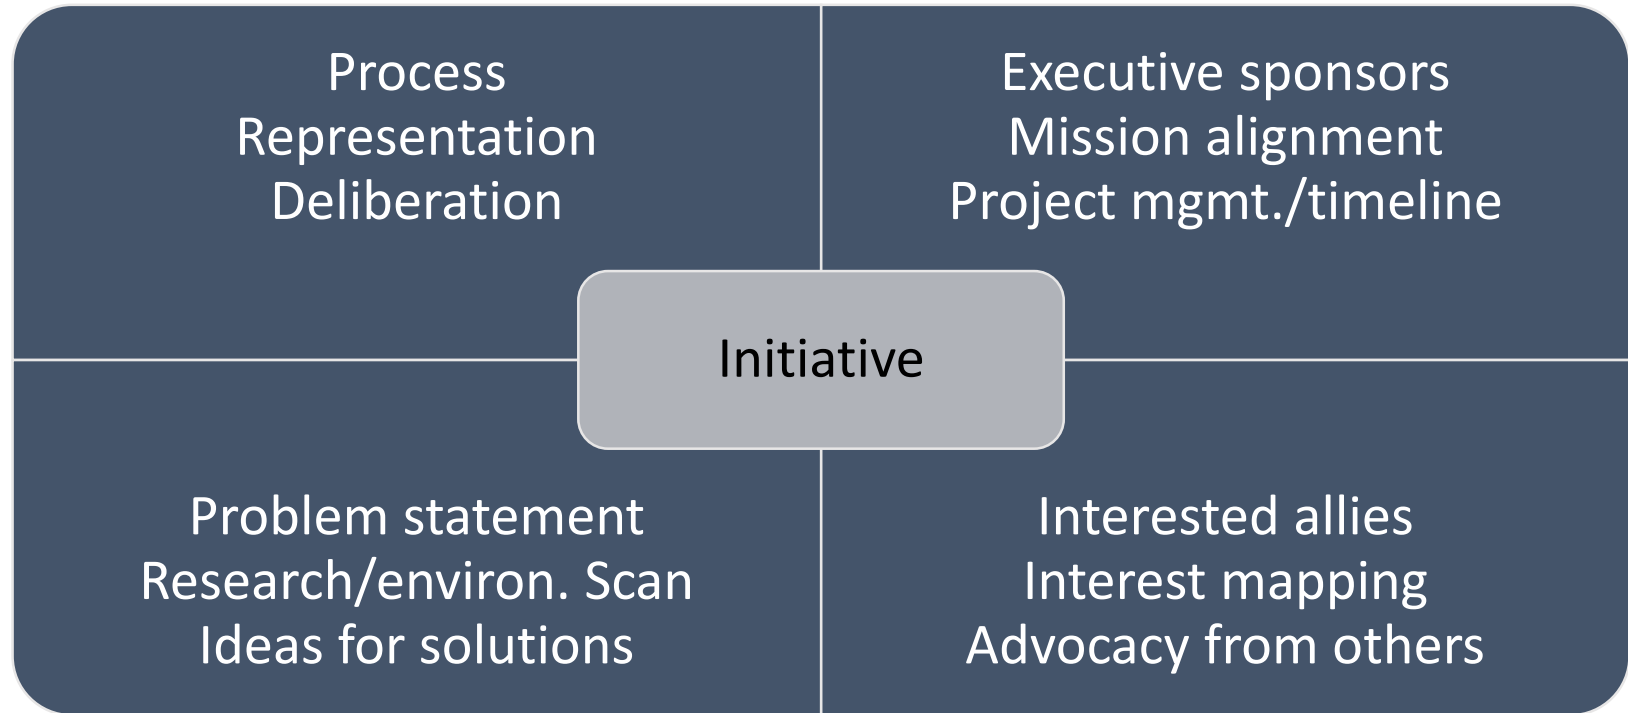 Process
Representation
Deliberation
Executive sponsors
Mission alignment
Project mgmt./timeline
Initiative
Problem statement
Research/environ. Scan
Ideas for solutions
Interested allies
Interest mapping
Advocacy from others